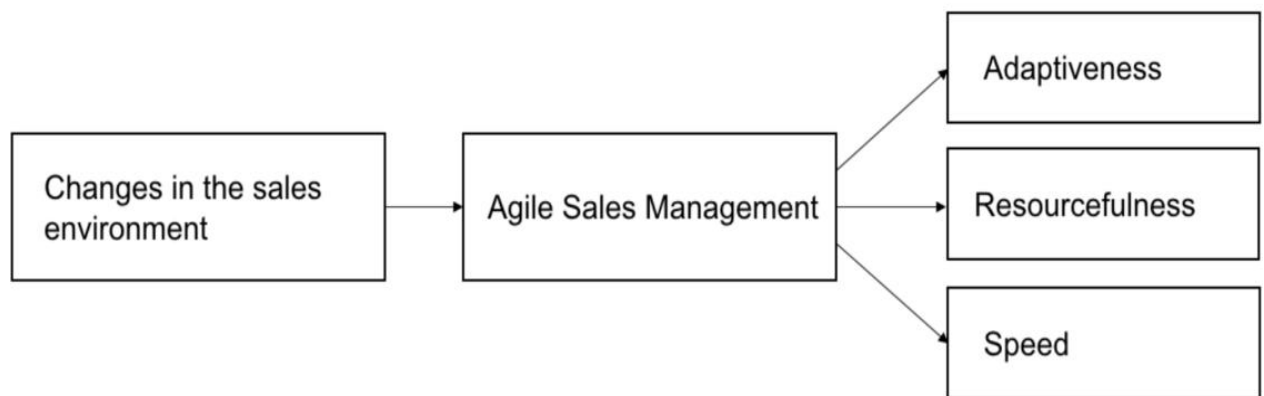 Changes in the sales
environment
Agile Sales Management
Adaptiveness
Resourcefulness
Speed